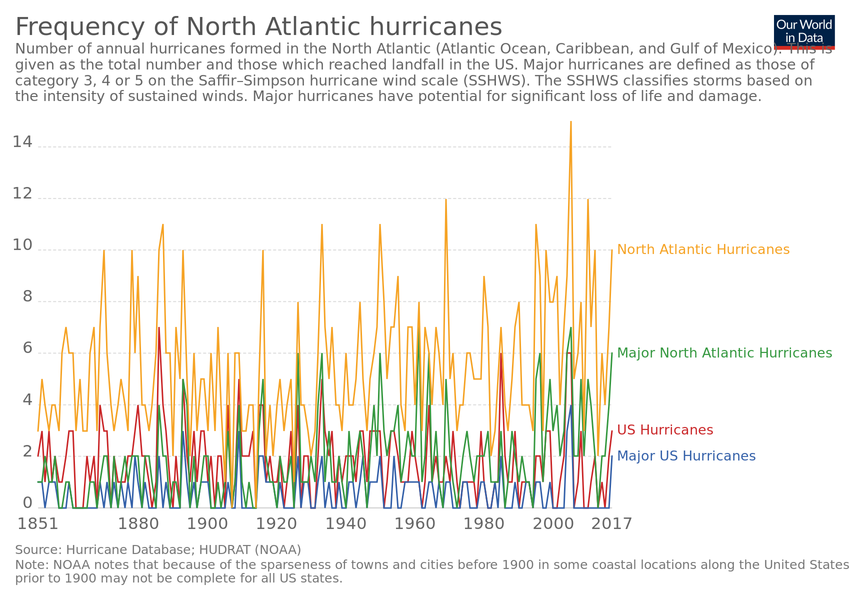 Frequency of North Atlantic hurricanes
Our World
in Data
Number of annual hurricanes formed in the North Atlantic (Atlantic Ocean, Caribbean, and Gulf of Mexico). This is
given as the total number and those which reached landfall in the US. Major hurricanes are defined as those of
category 3, 4 or 5 on the Saffir–Simpson hurricane wind scale (SSHWS). The SSHWS classifies storms based on
the intensity of sustained winds. Major hurricanes have potential for significant loss of life and damage.
14
12
10
North Atlantic Hurricanes
8
6
Major North Atlantic Hurricanes
4
US Hurricanes
2
Major US Hurricanes
0
1851 1880 1900 1920 1940 1960 1980 2000 2017
Source: Hurricane Database; HUDRAT (NOAA)
Note: NOAA notes that because of the sparseness of towns and cities before 1900 in some coastal locations along the United States
prior to 1900 may not be complete for all US states.